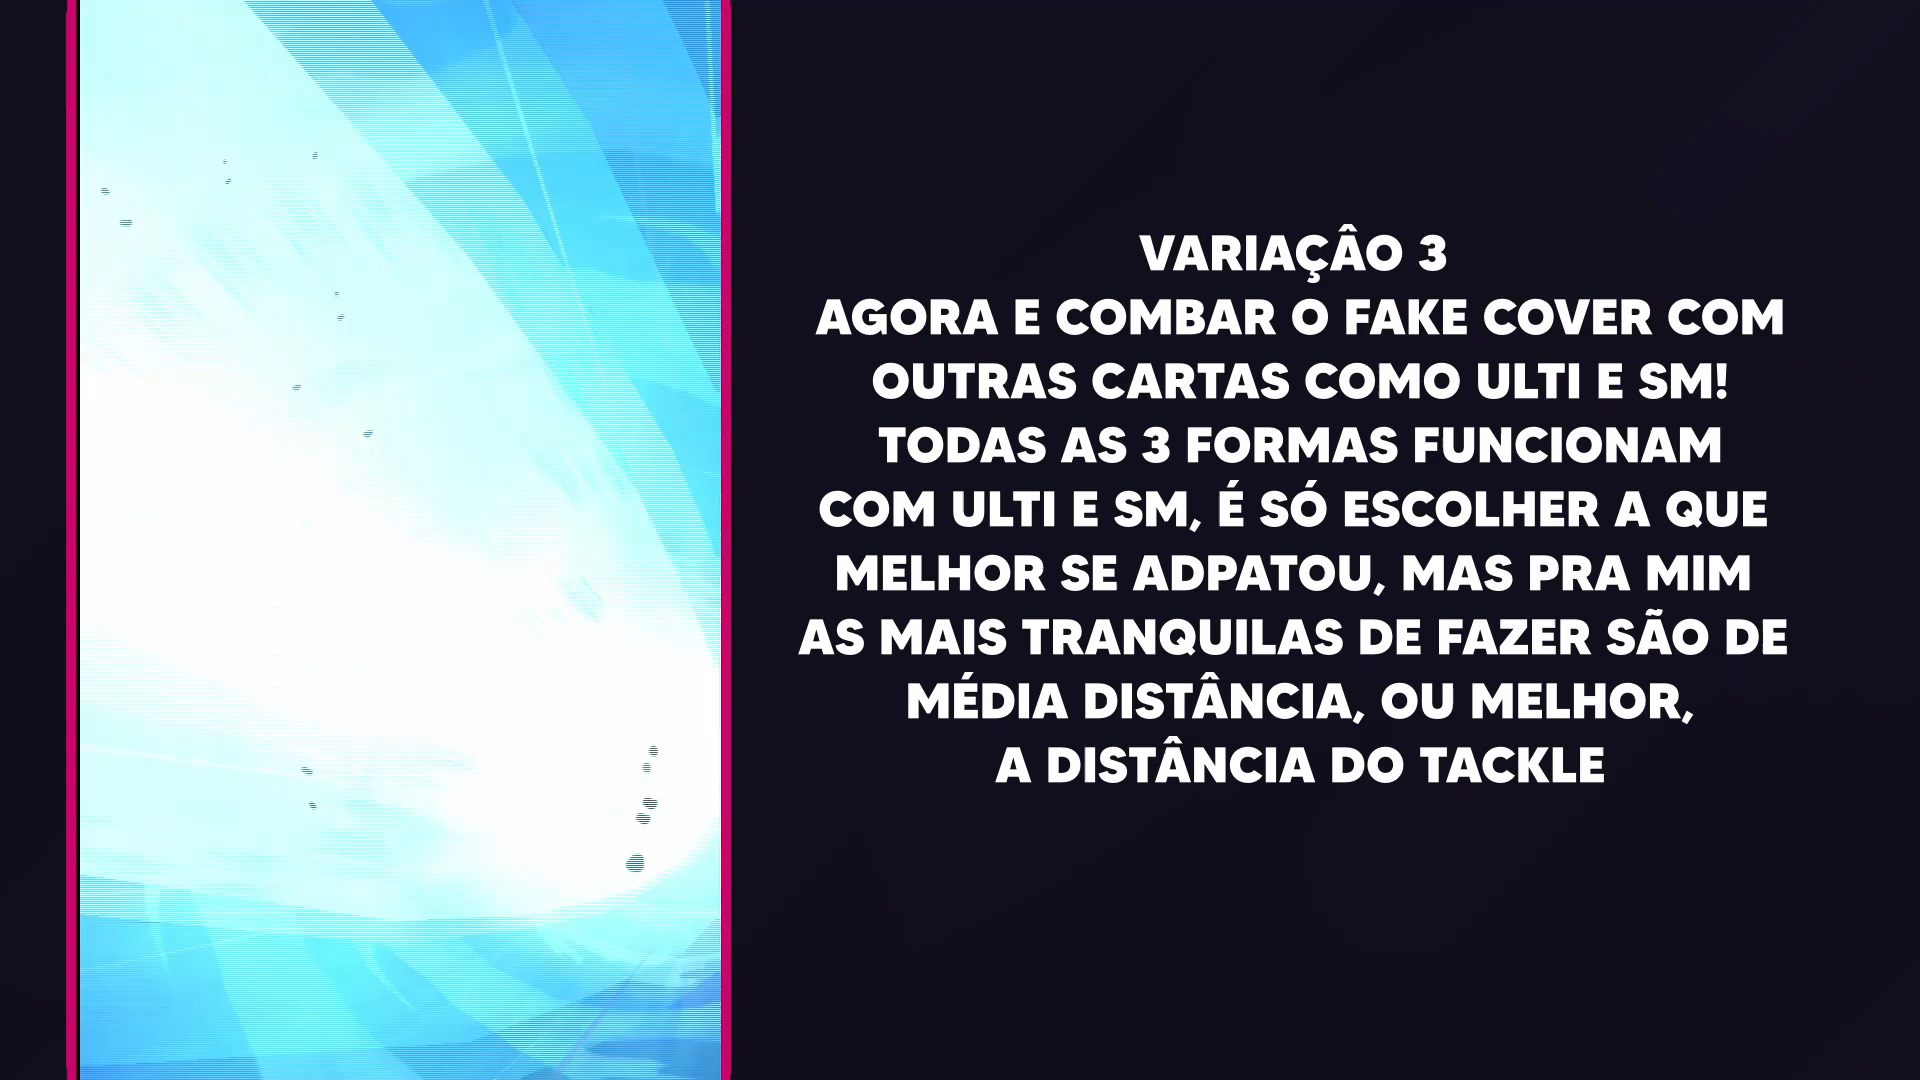 VARIAÇÂO 3
AGORA E COMBAR O FAKE COVER COM
OUTRAS CARTAS COMO ULTI E SM!
TODAS AS 3 FORMAS FUNCIONAM
COM ULTI E SM, É SÓ ESCOLHER A QUE
MELHOR SE ADPATOU, MAS PRA MIM
AS MAIS TRANQUILAS DE FAZER SÃO DE
MÉDIA DISTÂNCIA, OU MELHOR,
A DISTÂNCIA DO TACKLE